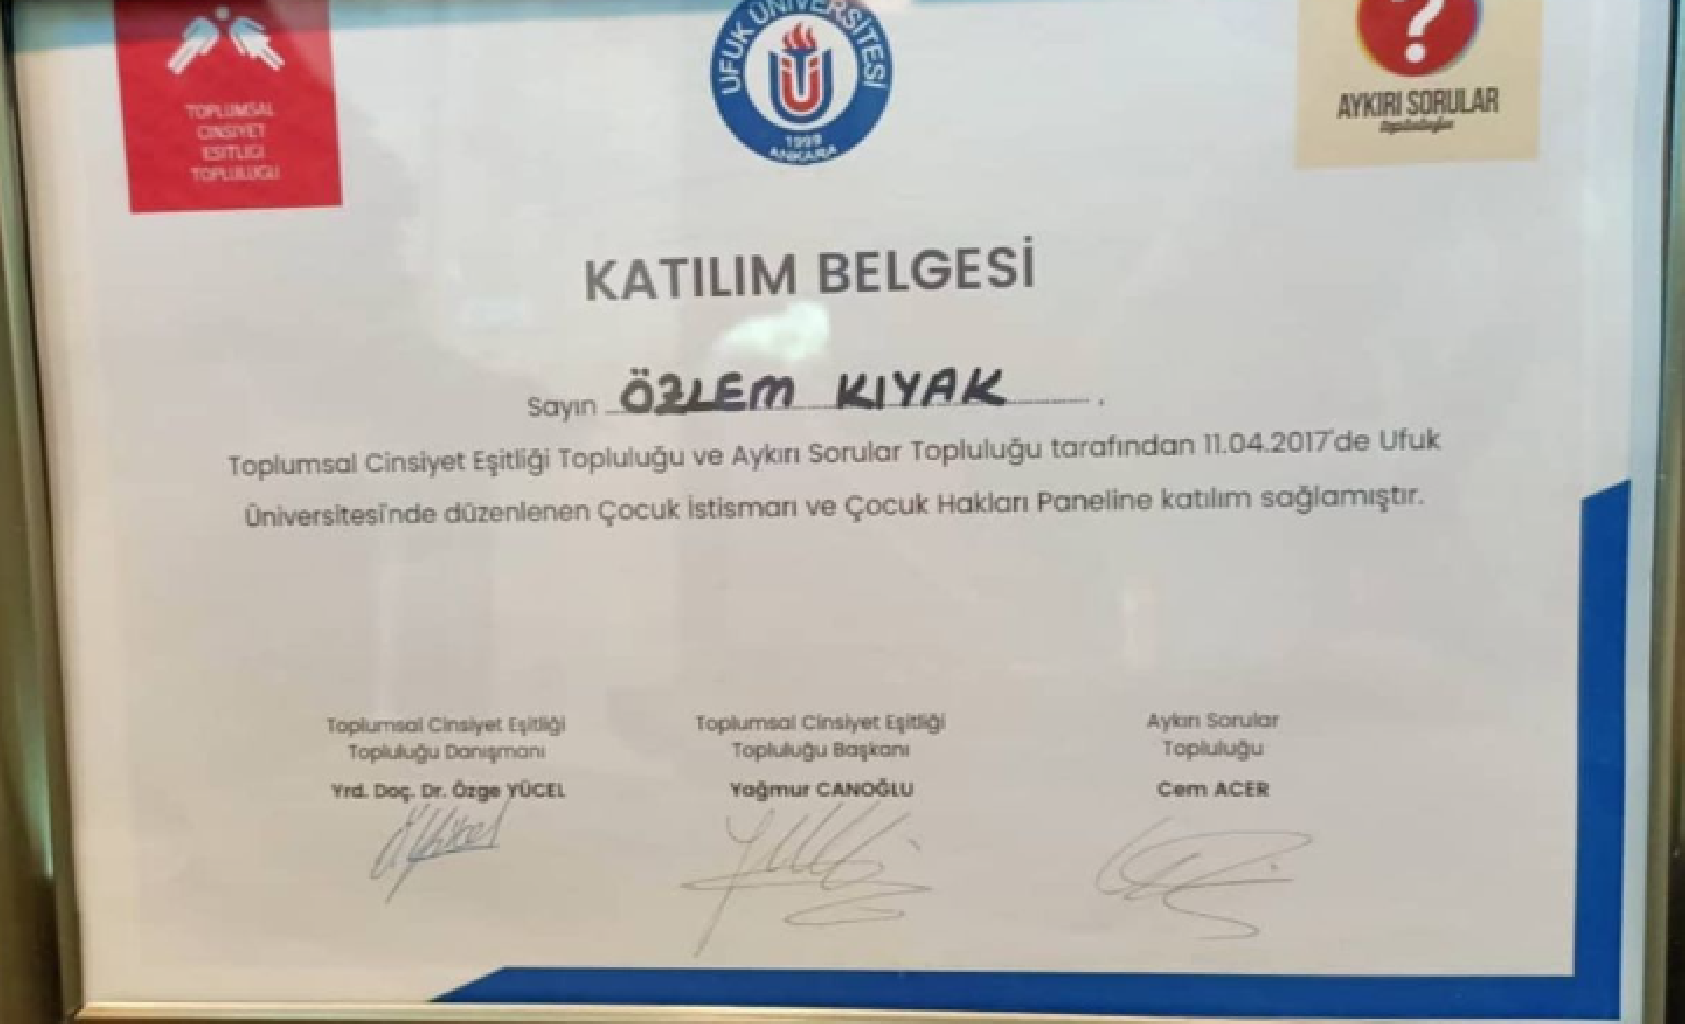 TOPLUMSAL
CİNSİYET
EŞİTLİĞİ
TOPLULUĞU
UFUK ÜNİVERSİTESİ
1999
ANKARA
?
AYKIRI SORULAR
Topluluğu
KATILIM BELGESİ
Sayın ÖZLEM KIYAK .
Toplumsal Cinsiyet Eşitliği Topluluğu ve Aykırı Sorular Topluluğu tarafından 11.04.2017'de Ufuk
Üniversitesi'nde düzenlenen Çocuk İstismarı ve Çocuk Hakları Paneline katılım sağlamıştır.
Toplumsal Cinsiyet Eşitliği
Topluluğu Danışmanı
Yrd. Doç. Dr. Özge YÜCEL
Toplumsal Cinsiyet Eşitliği
Topluluğu Başkanı
Yağmur CANOĞLU
Aykırı Sorular
Topluluğu
Cem ACER